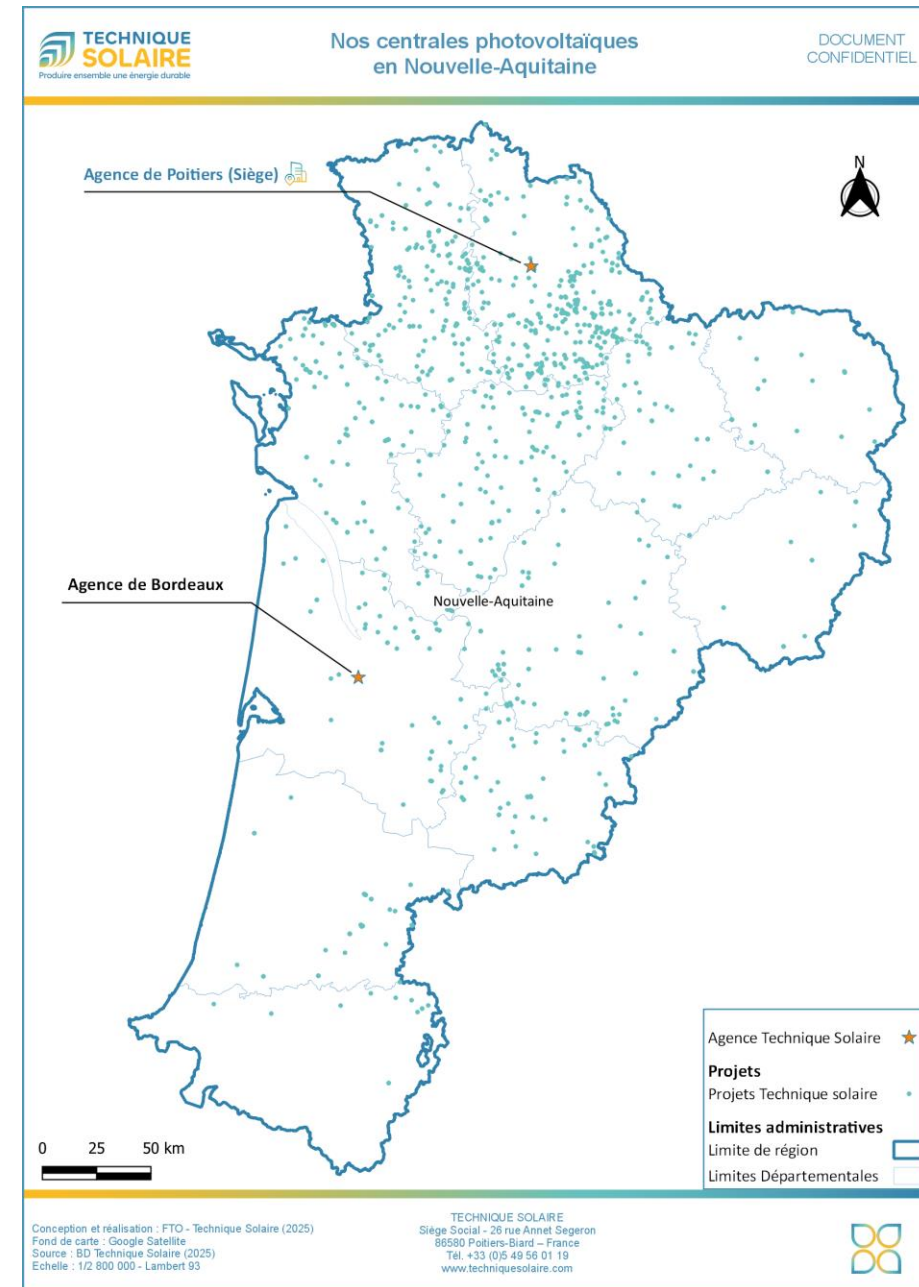 TECHNIQUE
SOLAIRE
Produire ensemble une énergie durable
Nos centrales photovoltaïques
en Nouvelle-Aquitaine
DOCUMENT
CONFIDENTIEL
Agence de Poitiers (Siège)
N
Agence de Bordeaux
Nouvelle-Aquitaine
Agence Technique Solaire
Projets
Projets Technique solaire
Limites administratives
Limite de région
Limites Départementales
0 25 50 km
Conception et réalisation : FTO - Technique Solaire (2025)
Fond de carte : Google Satellite
Source : BD Technique Solaire (2025)
Echelle : 1/2 800 000 - Lambert 93
TECHNIQUE SOLAIRE
Siège Social - 26 rue Annet Segeron
86580 Poitiers-Biard – France
Tél. +33 (0)5 49 56 01 19
www.techniquesolaire.com